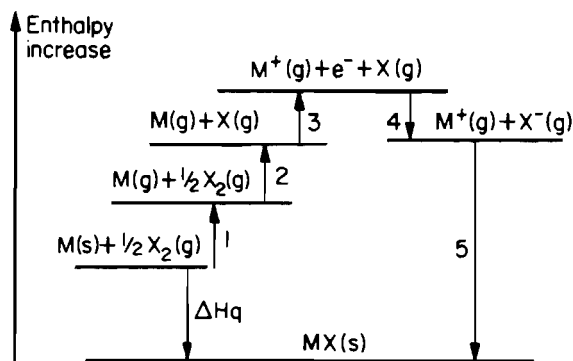 Enthalpy
increase
M⁺(g)+e⁻+X(g)
M(g)+X(g)
3
4
M⁺(g)+X⁻(g)
M(g)+½X₂(g)
2
M(s)+½X₂(g)
1
5
ΔHq
MX(s)